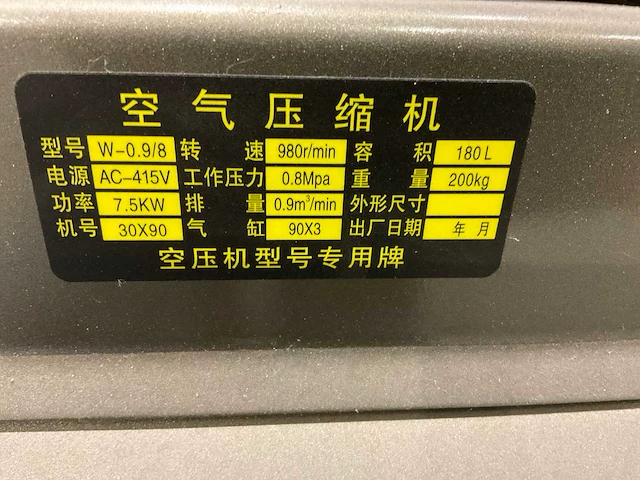 空气压缩机
型号 W-0.9/8 转速 980r/min 容积 180L
电源 AC-415V 工作压力 0.8Mpa 重量 200kg
功率 7.5KW 排量 0.9m³/min 外形尺寸
机号 30X90 气缸 90X3 出厂日期 年 月
空压机型号专用牌